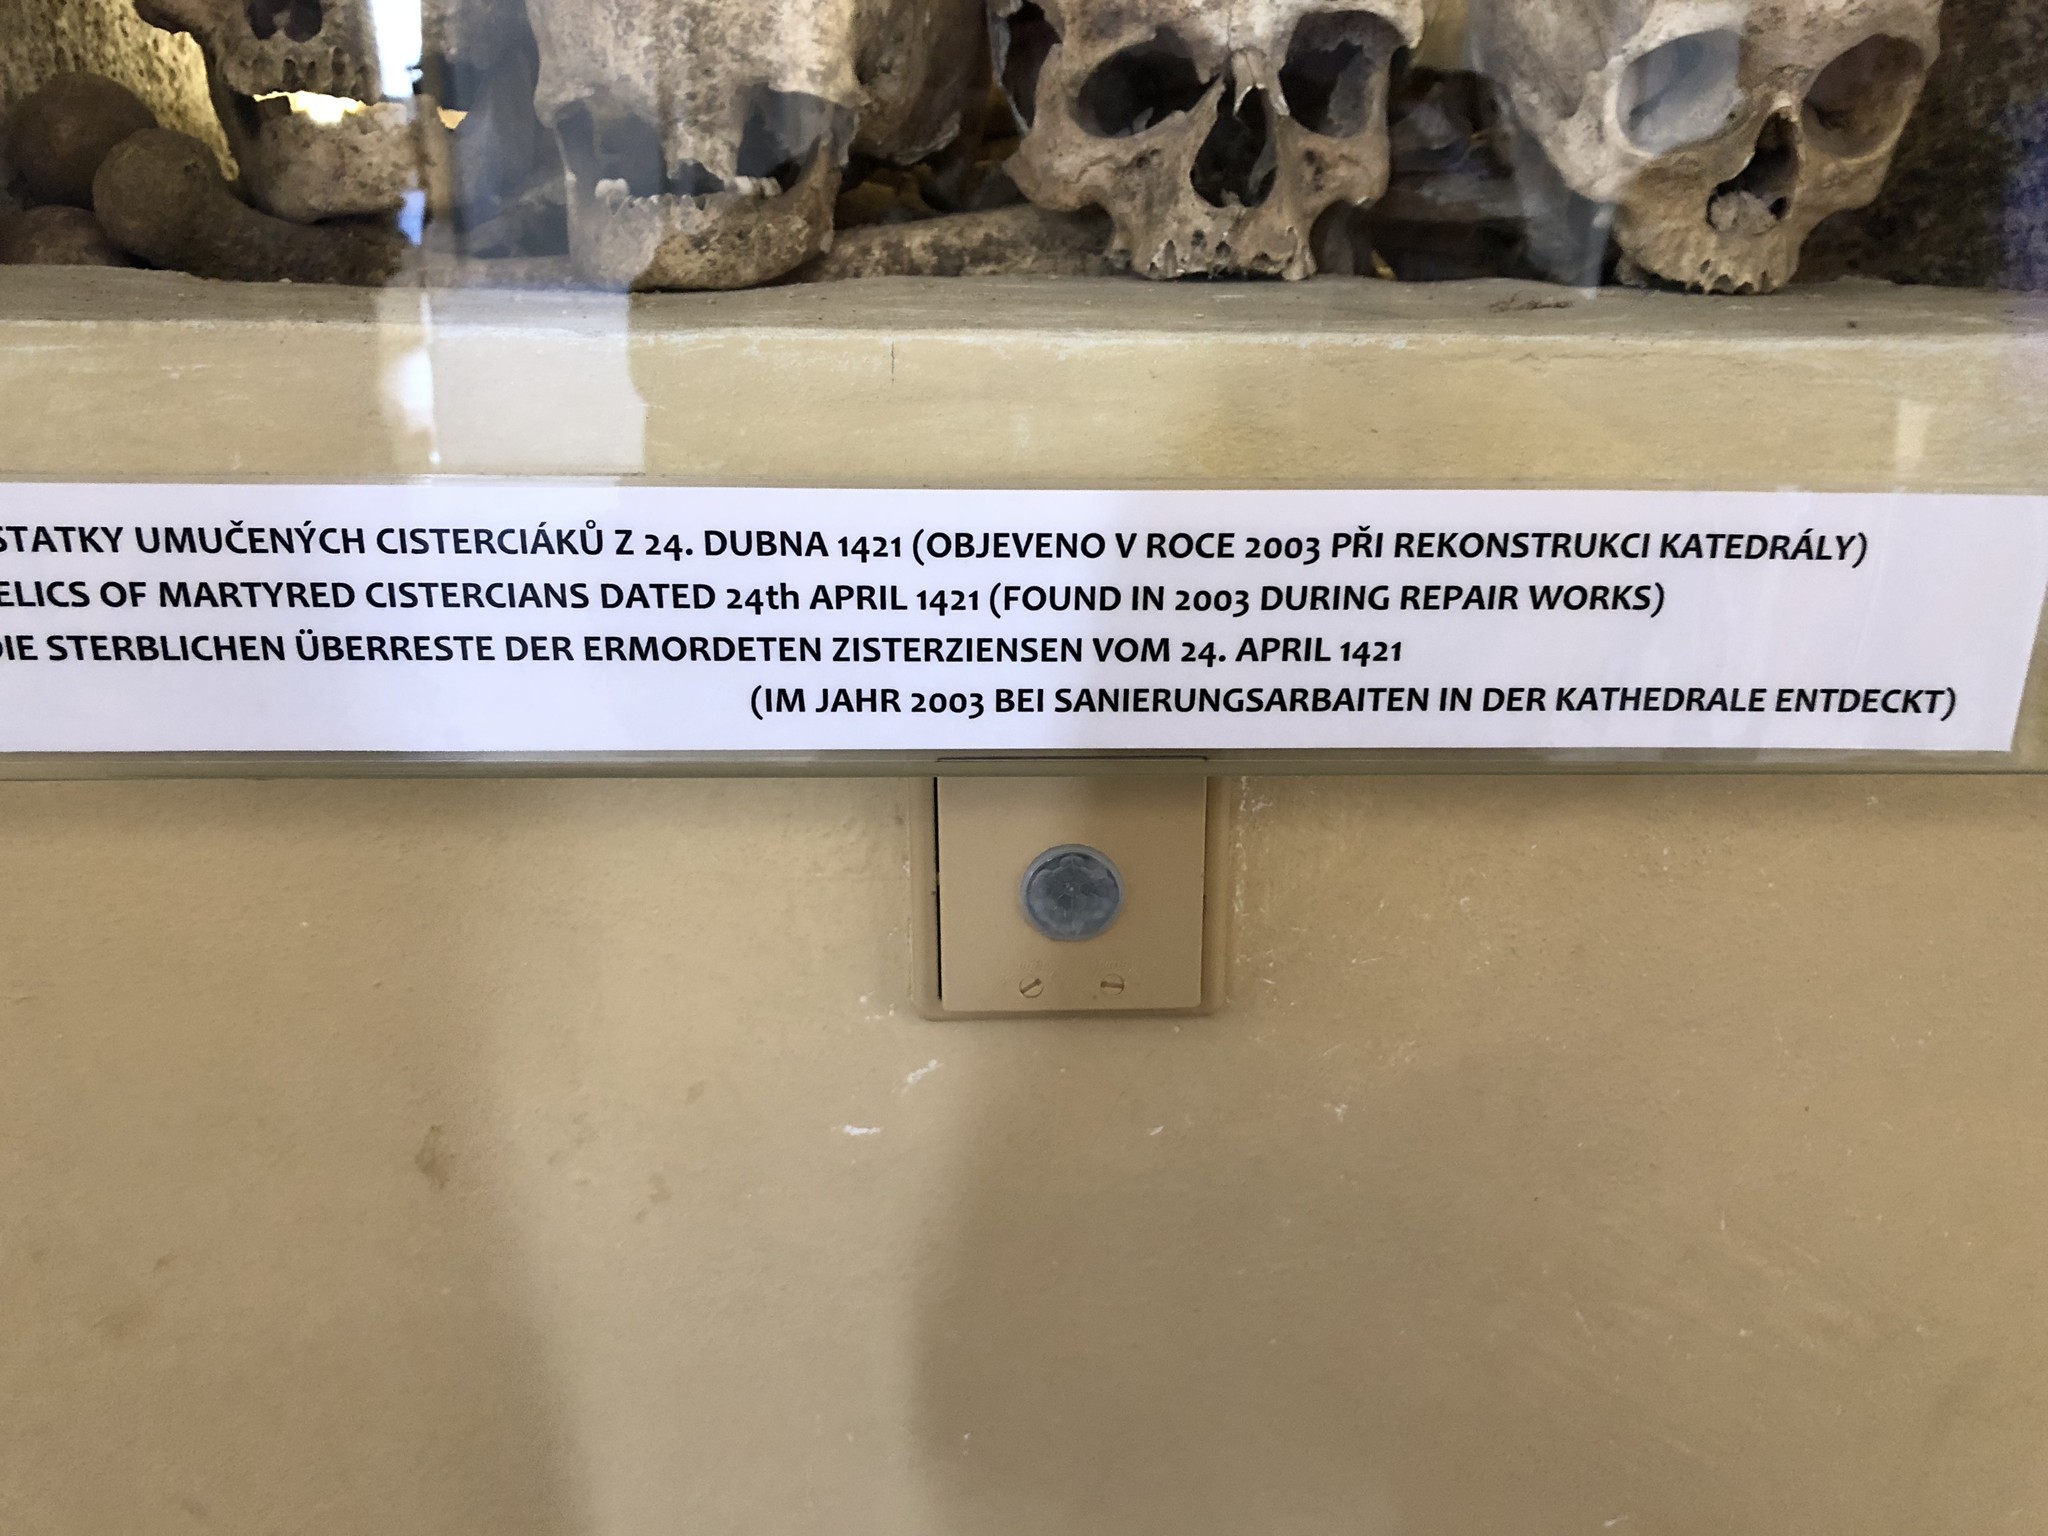 STATKY UMUČENÝCH CISTERCIÁKŮ Z 24. DUBNA 1421 (OBJEVENO V ROCE 2003 PŘI REKONSTRUKCI KATEDRÁLY)
ELICS OF MARTYRED CISTERCIANS DATED 24th APRIL 1421 (FOUND IN 2003 DURING REPAIR WORKS)
DIE STERBLICHEN ÜBERRESTE DER ERMORDETEN ZISTERZIENSEN VOM 24. APRIL 1421
(IM JAHR 2003 BEI SANIERUNGSARBAITEN IN DER KATHEDRALE ENTDECKT)